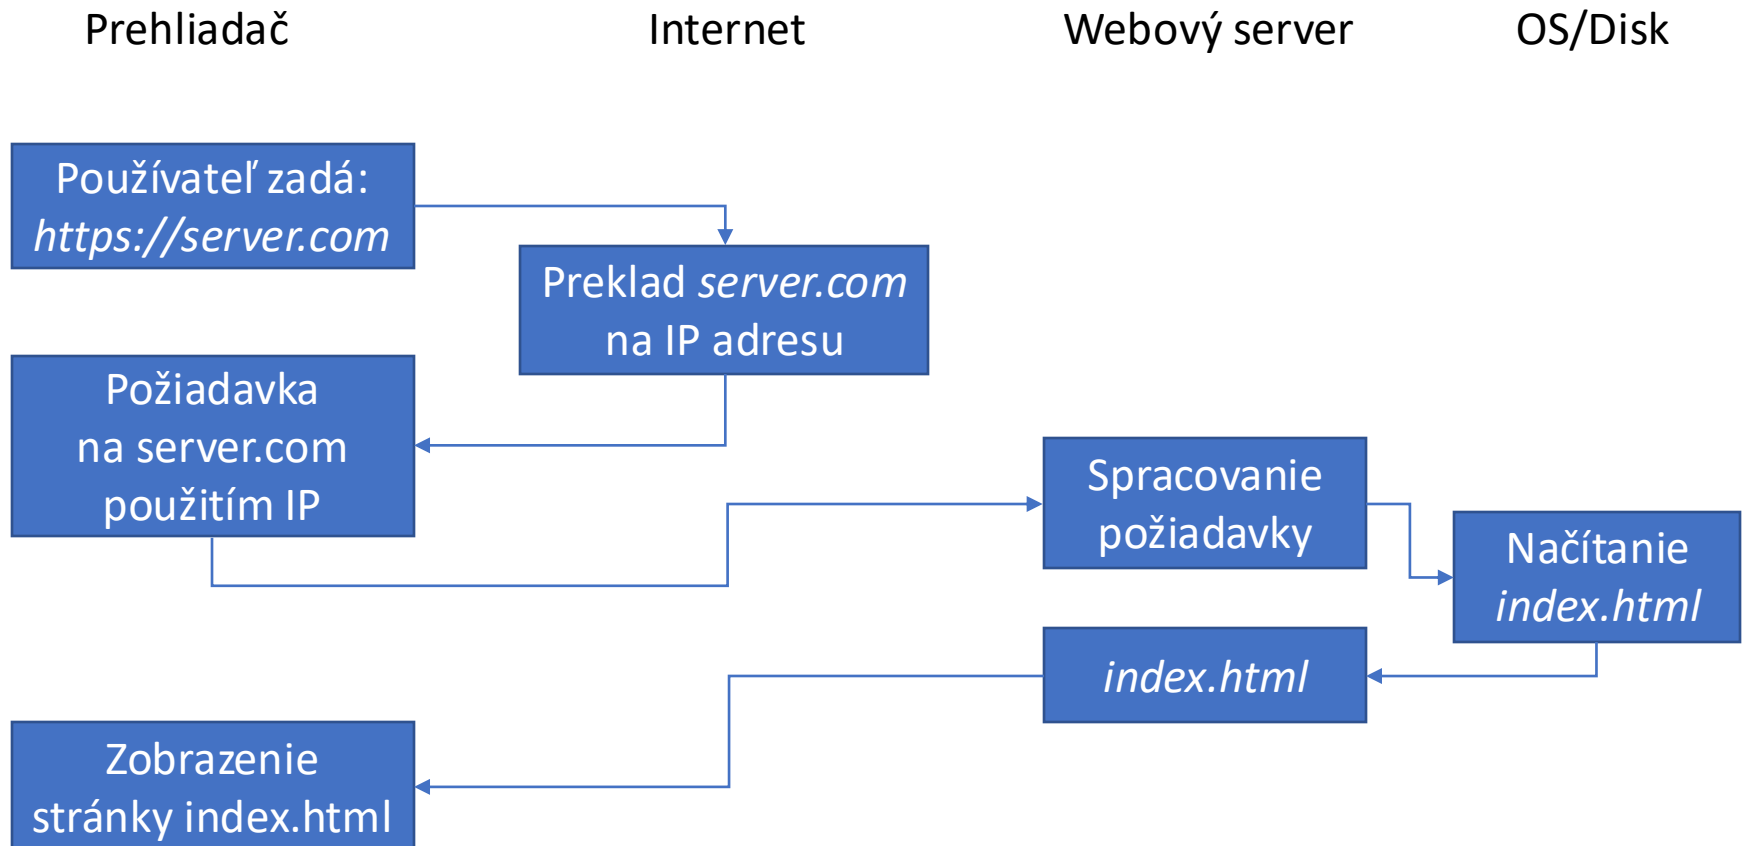 Prehliadač
Internet
Webový server
OS/Disk
Používateľ zadá:
https://server.com
Preklad server.com
na IP adresu
Požiadavka
na server.com
použitím IP
Spracovanie
požiadavky
Načítanie
index.html
index.html
Zobrazenie
stránky index.html